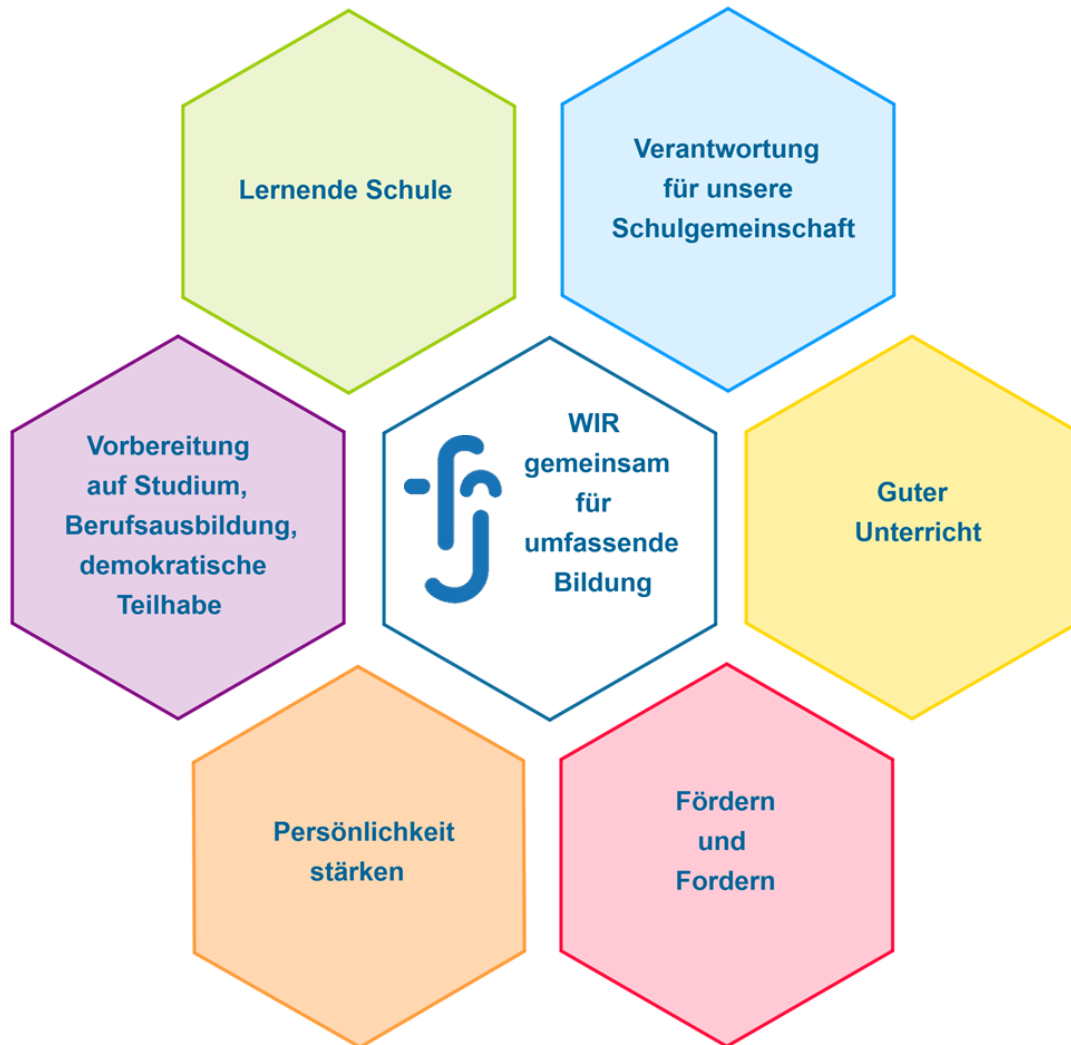 Lernende Schule
Verantwortung
für unsere
Schulgemeinschaft
Vorbereitung
auf Studium,
Berufsausbildung,
demokratische
Teilhabe
WIR
gemeinsam
für
umfassende
Bildung
Guter
Unterricht
Persönlichkeit
stärken
Fördern
und
Fordern